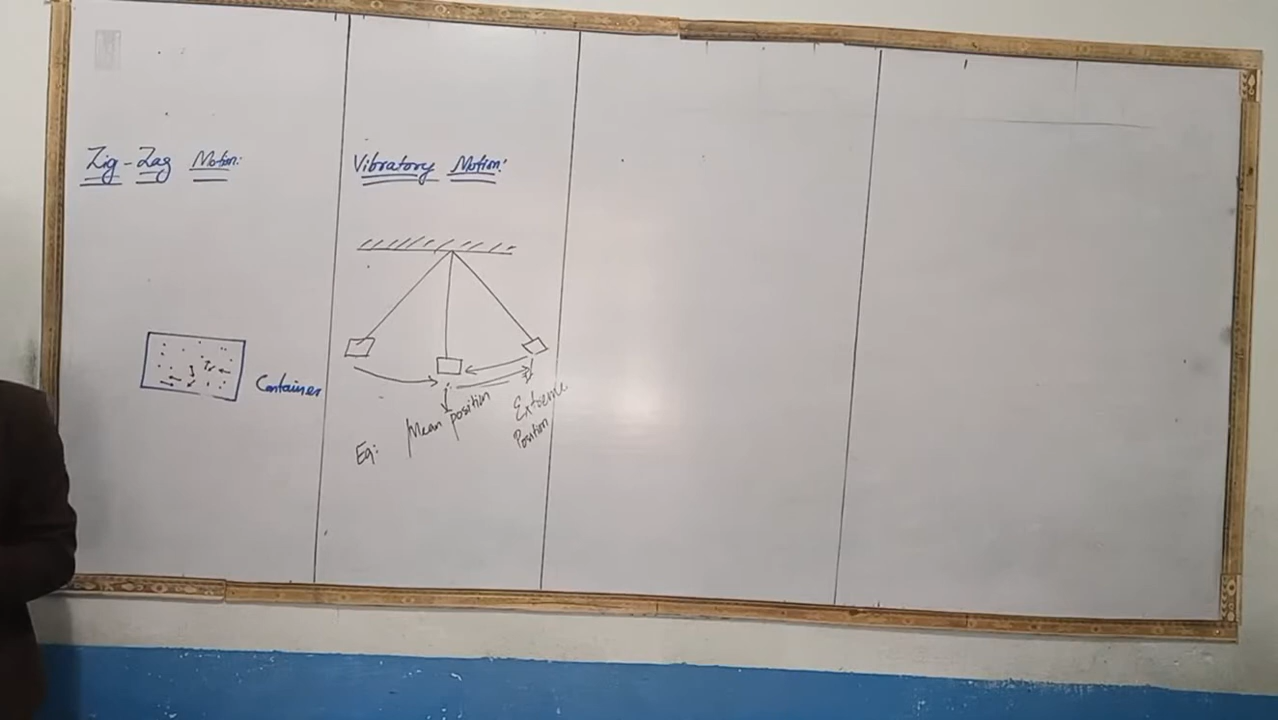 Zig-Zag Motion:
Container
Vibratory Motion:
Mean position
Extreme
Position
Eg: